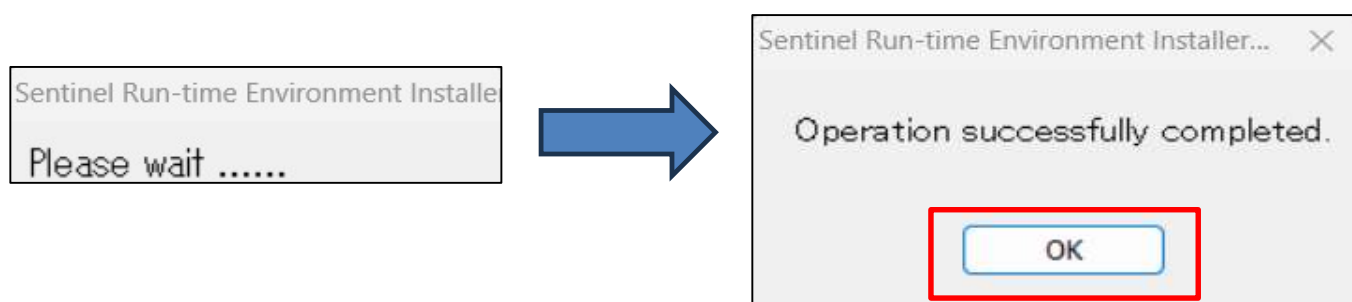 Sentinel Run-time Environment Installe
Please wait ......
Sentinel Run-time Environment Installer...
Operation successfully completed.
OK